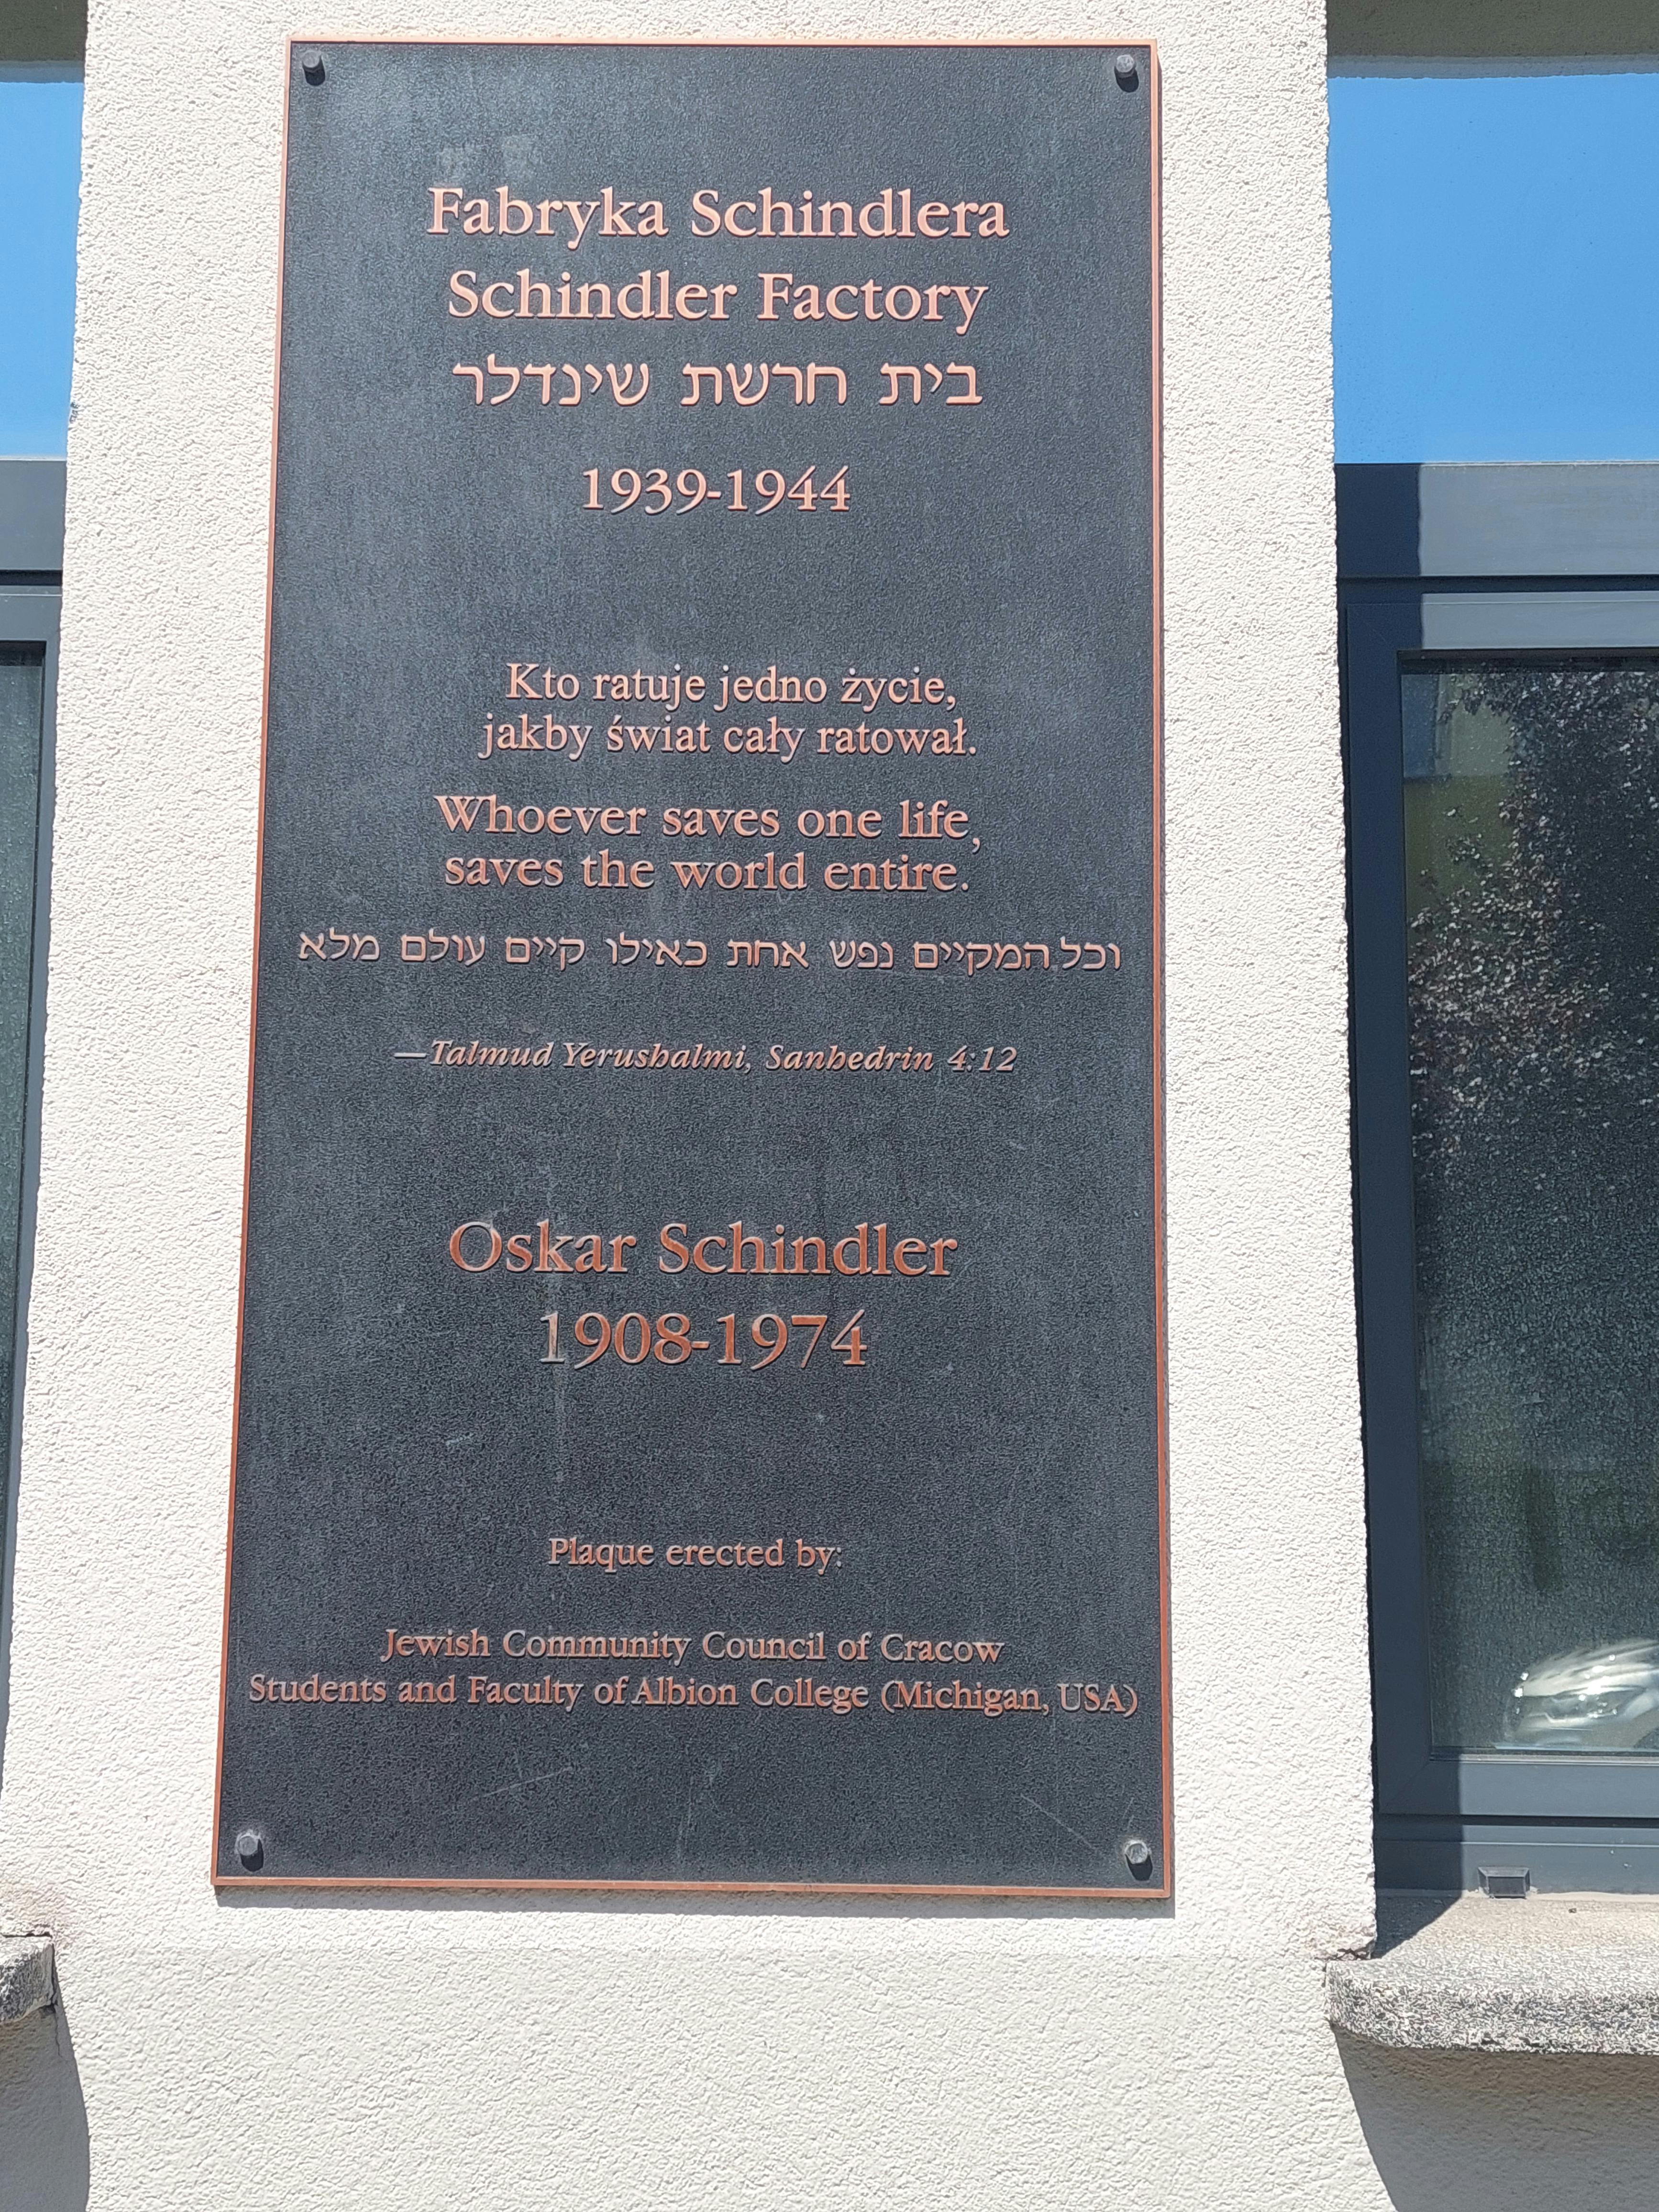 Fabryka Schindlera
Schindler Factory
בית חרשת שינדלר
1939-1944
Kto ratuje jedno życie,
jakby świat cały ratował.
Whoever saves one life,
saves the world entire.
וכל.המקיים נפש אחת כאילו קיים עולם מלא
—Talmud Yerushalmi, Sanhedrin 4:12
Oskar Schindler
1908-1974
Plaque erected by:
Jewish Community Council of Cracow
Students and Faculty of Albion College (Michigan, USA)